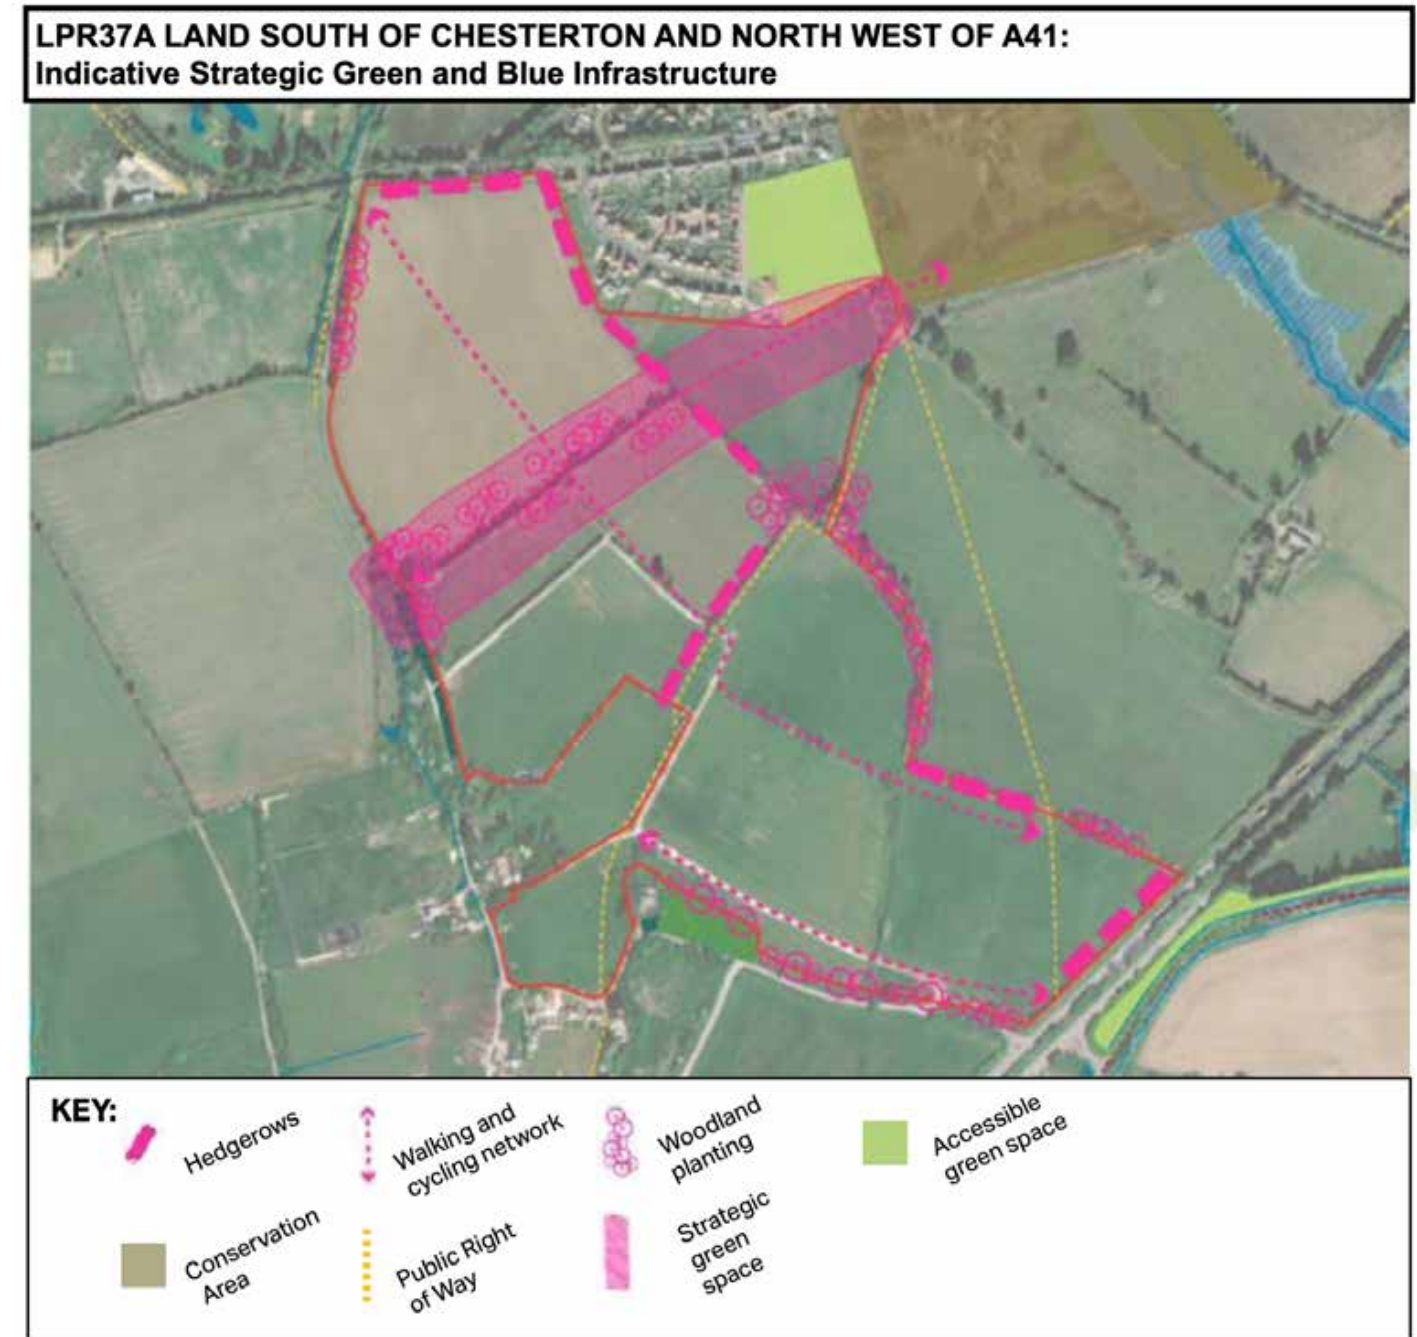 LPR37A LAND SOUTH OF CHESTERTON AND NORTH WEST OF A41:
Indicative Strategic Green and Blue Infrastructure
KEY:
Hedgerows
Walking and
cycling network
Woodland
planting
Accessible
green space
Conservation
Area
Public Right
of Way
Strategic
green
space